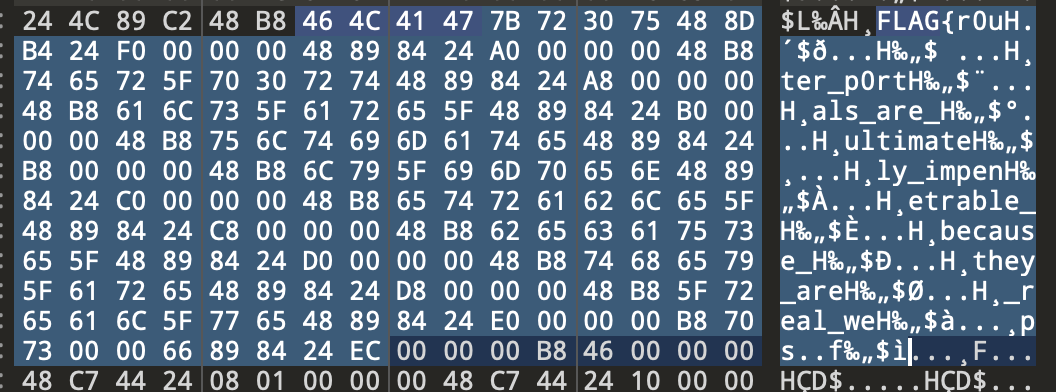 24 4C 89 C2 48 B8 46 4C 41 47 7B 72 30 75 48 8D $L‰ÂH¸FLAG{r0uH.
B4 24 F0 00 00 00 48 89 84 24 A0 00 00 00 48 B8 ´$ð...H‰„$ ...H¸
74 65 72 5F 70 30 72 74 48 89 84 24 A8 00 00 00 ter_p0rtH‰„$¨...
48 B8 61 6C 73 5F 61 72 65 5F 48 89 84 24 B0 00 H¸als_are_H‰„$°.
00 00 48 B8 75 6C 74 69 6D 61 74 65 48 89 84 24 ..H¸ultimateH‰„$
B8 00 00 00 48 B8 6C 79 5F 69 6D 70 65 6E 48 89 ¸...H¸ly_impenH‰
84 24 C0 00 00 00 48 B8 65 74 72 61 62 6C 65 5F „$À...H¸etrable_
48 89 84 24 C8 00 00 00 48 B8 62 65 63 61 75 73 H‰„$È...H¸becaus
65 5F 48 89 84 24 D0 00 00 00 48 B8 74 68 65 79 e_H‰„$Ð...H¸they
5F 61 72 65 48 89 84 24 D8 00 00 00 48 B8 5F 72 _areH‰„$Ø...H¸_r
65 61 6C 5F 77 65 48 89 84 24 E0 00 00 00 B8 70 eal_weH‰„$à...¸p
73 00 00 66 89 84 24 EC 00 00 00 B8 46 00 00 00 s..f‰„$ì...¸F...
48 C7 44 24 08 01 00 00 00 48 C7 44 24 10 00 00 HÇD$.....HÇD$...